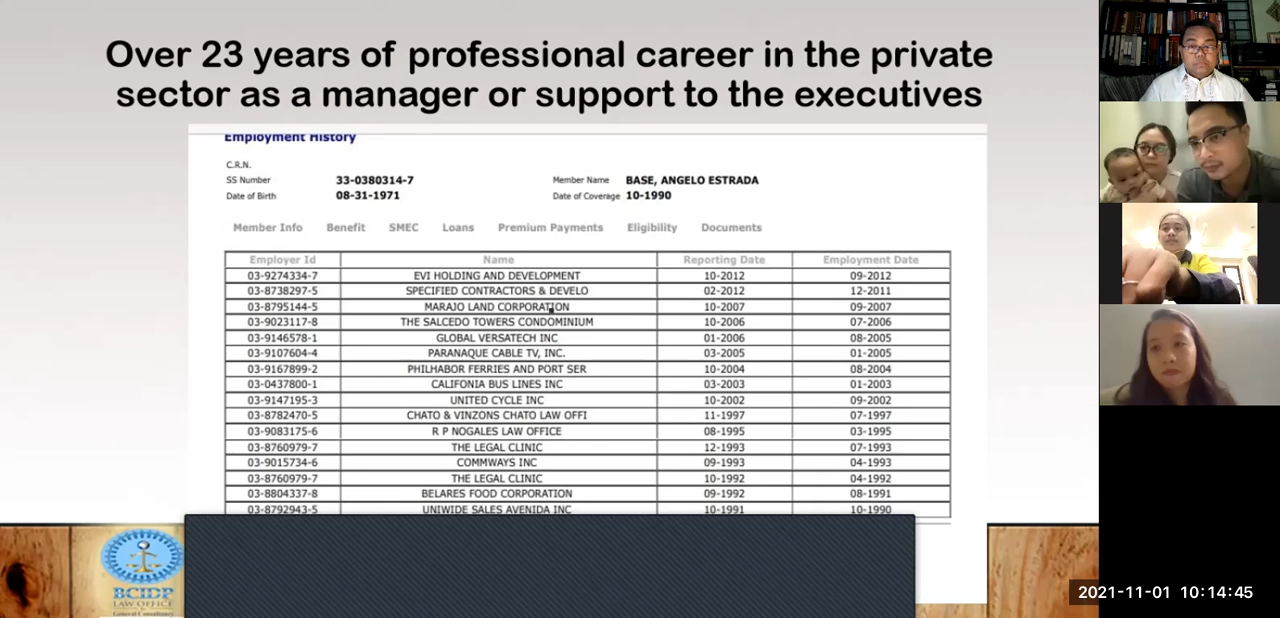 Over 23 years of professional career in the private
sector as a manager or support to the executives
Employment History
C.R.N.
SS Number 33-0380314-7 Member Name BASE, ANGELO ESTRADA
Date of Birth 08-31-1971 Date of Coverage 10-1990
Member Info Benefit SMEC Loans Premium Payments Eligibility Documents
Employer Id Name Reporting Date Employment Date
03-9274334-7 EVI HOLDING AND DEVELOPMENT 10-2012 09-2012
03-8738297-5 SPECIFIED CONTRACTORS & DEVELO 02-2012 12-2011
03-8795144-5 MARAJO LAND CORPORATION 10-2007 09-2007
03-9023117-8 THE SALCEDO TOWERS CONDOMINIUM 10-2006 07-2006
03-9146578-1 GLOBAL VERSATECH INC 01-2006 08-2005
03-9107604-4 PARANAQUE CABLE TV, INC. 03-2005 01-2005
03-9167899-2 PHILHABOR FERRIES AND PORT SER 10-2004 08-2004
03-0437800-1 CALIFONIA BUS LINES INC 03-2003 01-2003
03-9147195-3 UNITED CYCLE INC 10-2002 09-2002
03-8782470-5 CHATO & VINZONS CHATO LAW OFFI 11-1997 07-1997
03-9083175-6 R P NOGALES LAW OFFICE 08-1995 03-1995
03-8760979-7 THE LEGAL CLINIC 12-1993 07-1993
03-9015734-6 COMMWAYS INC 09-1993 04-1993
03-8760979-7 THE LEGAL CLINIC 10-1992 04-1992
03-8804337-8 BELARES FOOD CORPORATION 09-1992 08-1991
03-8792943-5 UNIWIDE SALES AVENIDA INC 10-1991 10-1990
BCIDP
LAW OFFICE
General Consultancy
2021-11-01 10:14:45